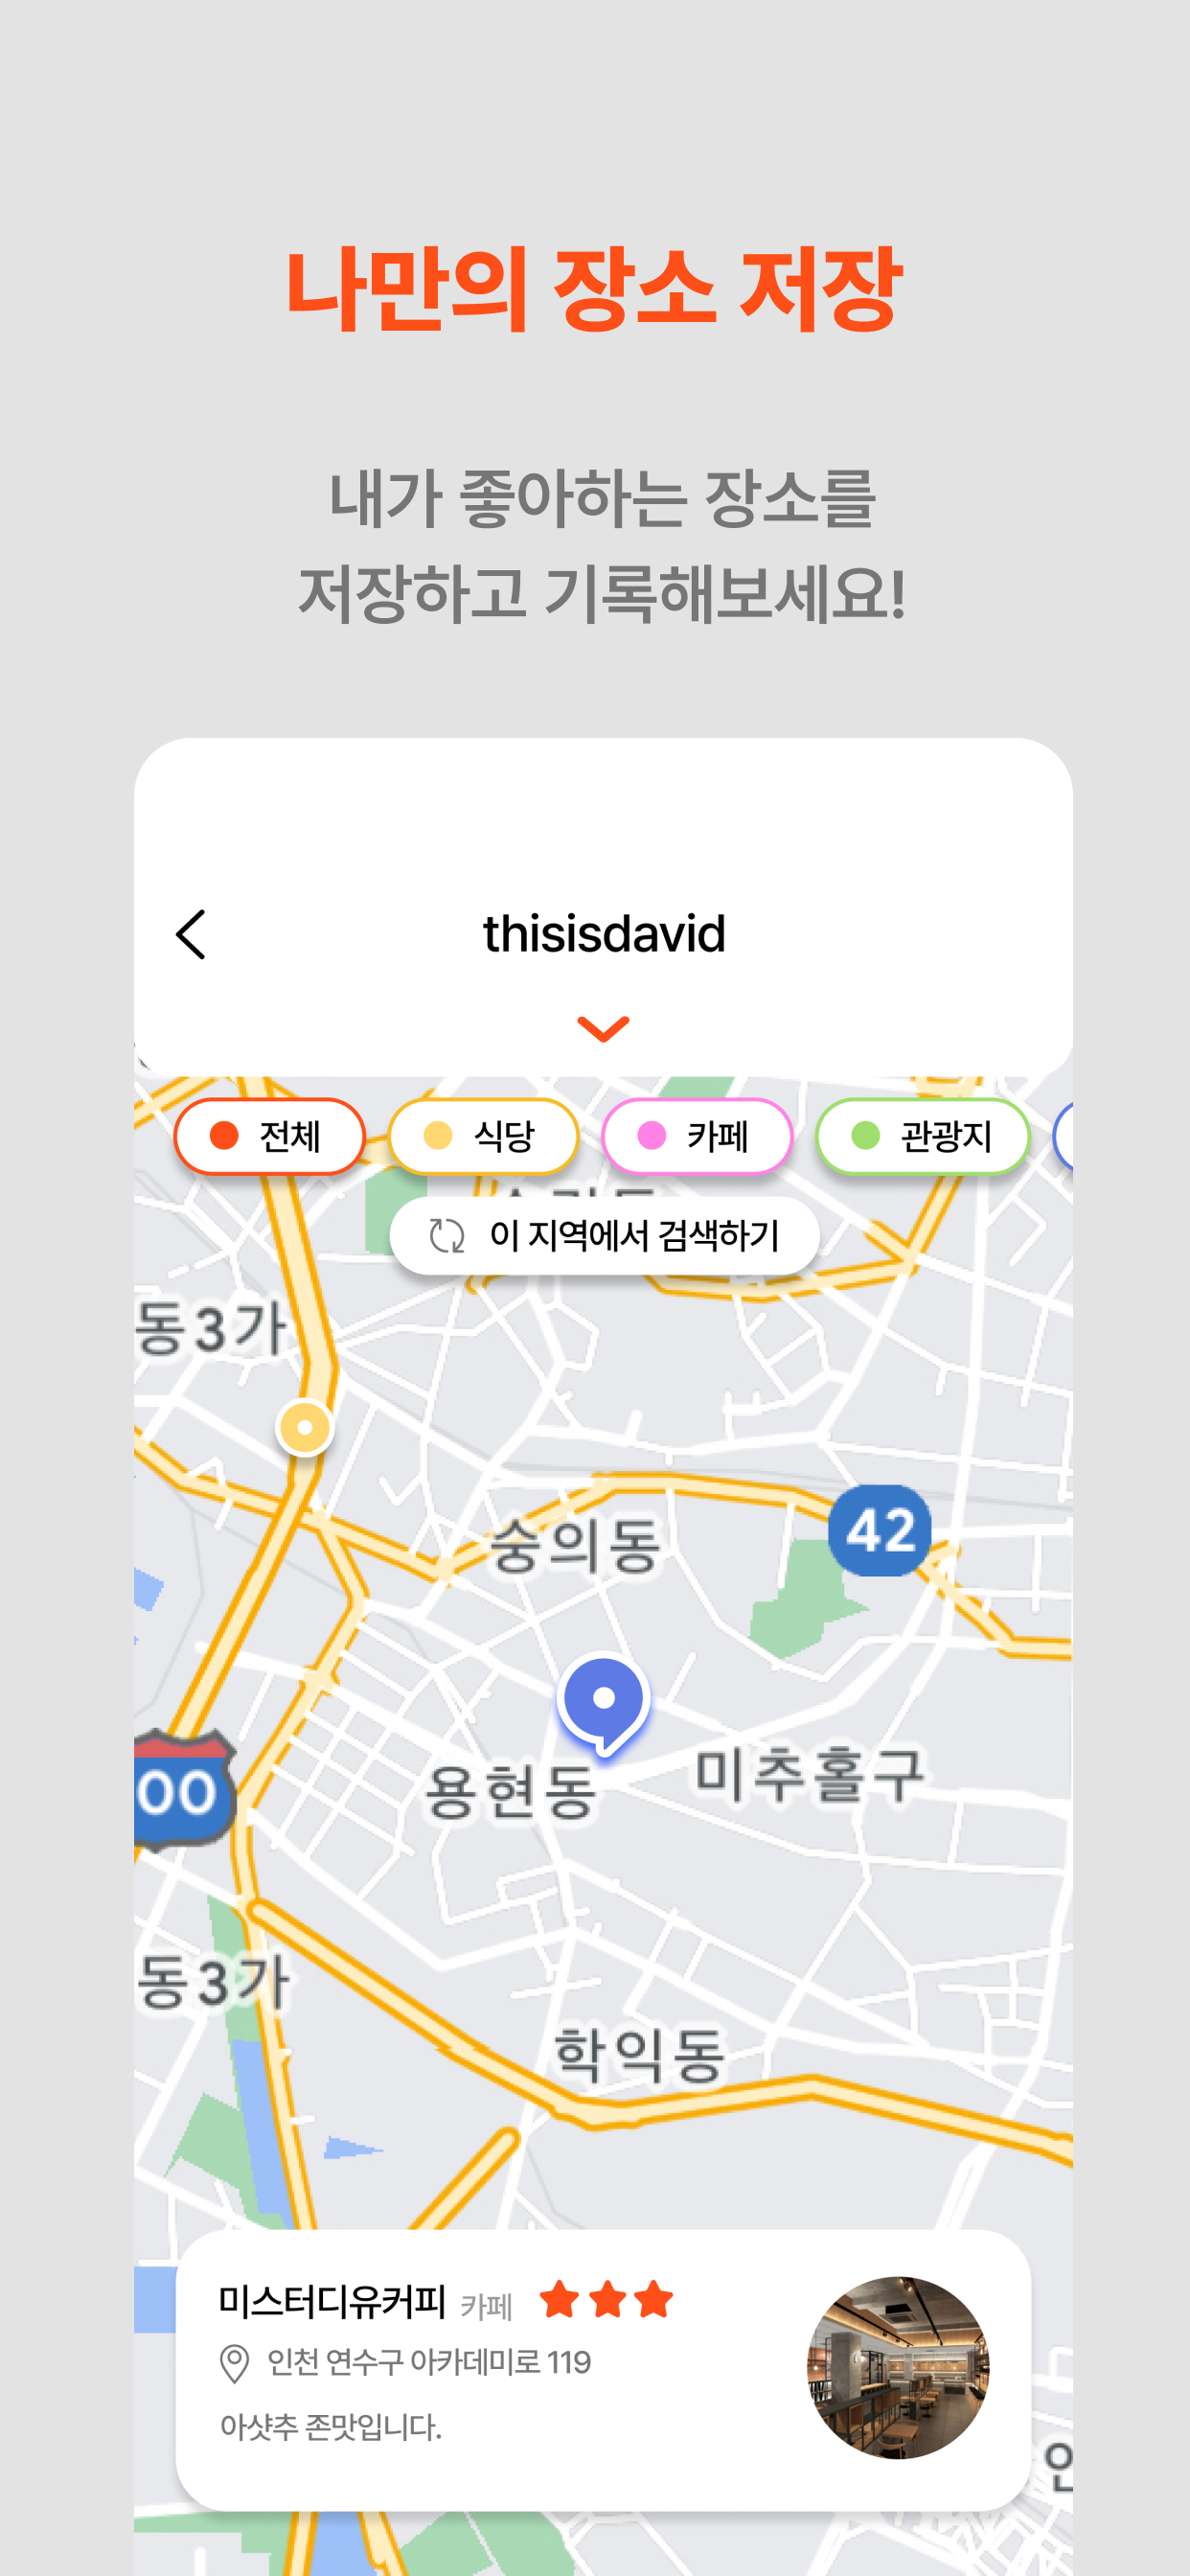 나만의 장소 저장
내가 좋아하는 장소를
저장하고 기록해보세요!
thisisdavid
전체 식당 카페 관광지
이 지역에서 검색하기
동3가
숭의동
42
용현동 미추홀구
00
동3가
학익동
미스터디유커피 카페
인천 연수구 아카데미로 119
아샷추 존맛입니다.